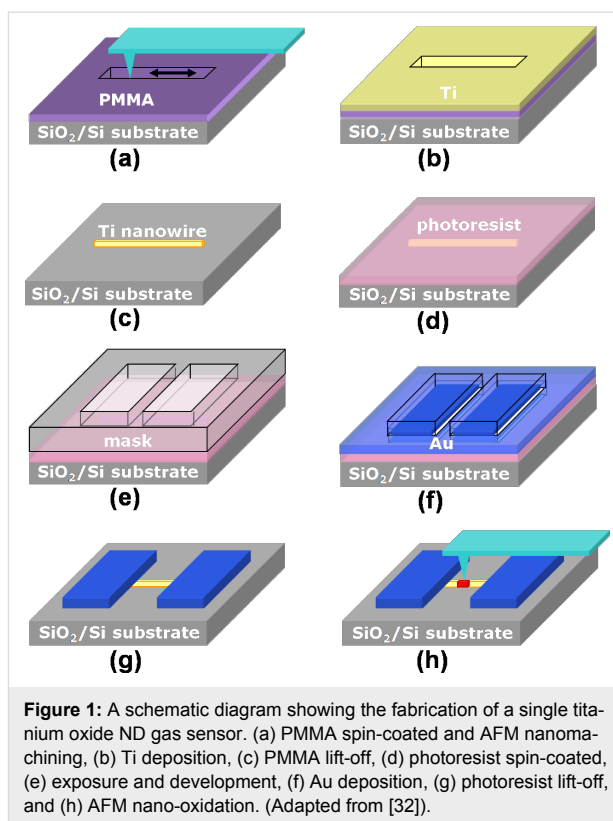 PMMA
SiO₂/Si substrate
(a)
Ti
SiO₂/Si substrate
(b)
Ti nanowire
SiO₂/Si substrate
(c)
photoresist
SiO₂/Si substrate
(d)
mask
SiO₂/Si substrate
(e)
Au
SiO₂/Si substrate
(f)
SiO₂/Si substrate
(g)
SiO₂/Si substrate
(h)
Figure 1: A schematic diagram showing the fabrication of a single tita-
nium oxide ND gas sensor. (a) PMMA spin-coated and AFM nanoma-
chining, (b) Ti deposition, (c) PMMA lift-off, (d) photoresist spin-coated,
(e) exposure and development, (f) Au deposition, (g) photoresist lift-off,
and (h) AFM nano-oxidation. (Adapted from [32]).